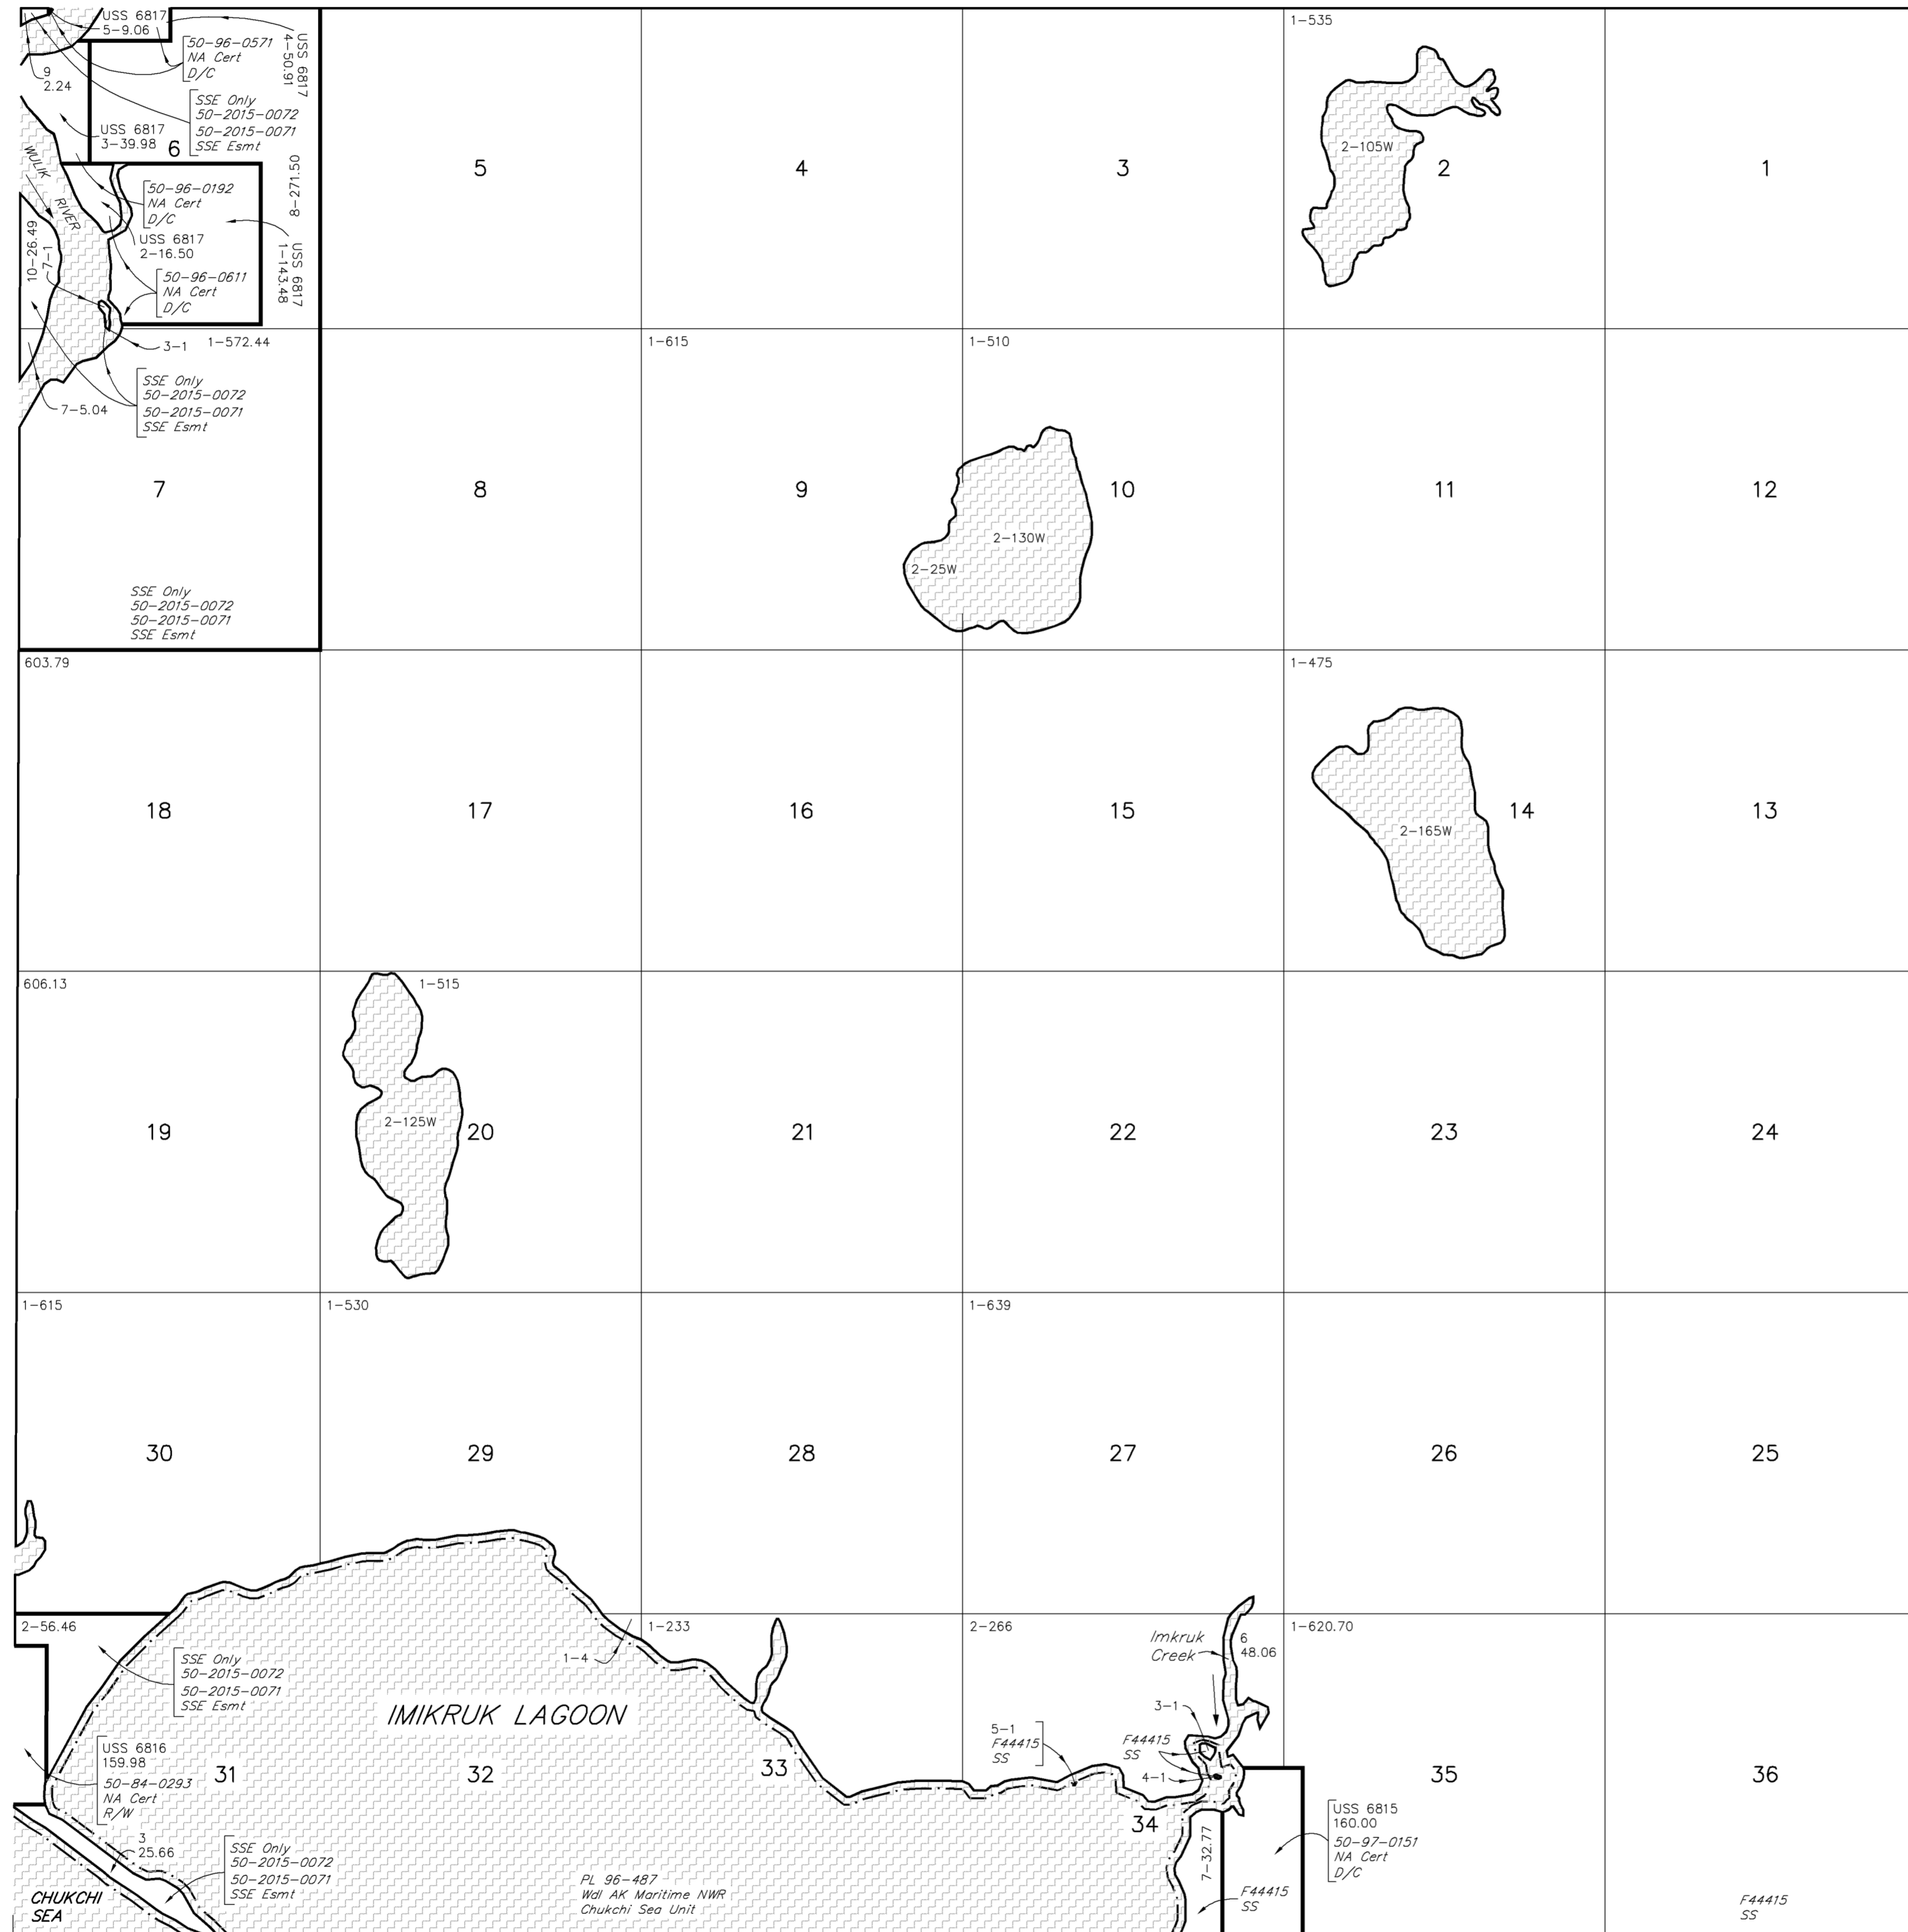 USS 6817
5-9.06
50-96-0571
NA Cert
D/C
USS 6817
4-50.91
9
2.24
SSE Only
50-2015-0072
50-2015-0071
SSE Esmt
USS 6817
3-39.98
6
WULIK
RIVER
50-96-0192
NA Cert
D/C
8-271.50
USS 6817
2-16.50
USS 6817
1-143.48
10-26.49
7-1
50-96-0611
NA Cert
D/C
5
4
3
1-535
2-105W
2
1
3-1
1-572.44
SSE Only
50-2015-0072
50-2015-0071
SSE Esmt
7-5.04
7
SSE Only
50-2015-0072
50-2015-0071
SSE Esmt
8
1-615
9
1-510
10
2-130W
2-25W
11
12
603.79
18
17
16
15
1-475
14
2-165W
13
606.13
19
1-515
2-125W
20
21
22
23
24
1-615
30
1-530
29
28
1-639
27
26
25
2-56.46
SSE Only
50-2015-0072
50-2015-0071
SSE Esmt
1-4
1-233
2-266
1-620.70
Imkruk
Creek
6
48.06
IMIKRUK LAGOON
3-1
5-1
F44415
SS
F44415
SS
4-1
USS 6816
159.98
50-84-0293
NA Cert
R/W
31
32
33
34
35
36
USS 6815
160.00
50-97-0151
NA Cert
D/C
3
25.66
SSE Only
50-2015-0072
50-2015-0071
SSE Esmt
7-32.77
PL 96-487
Wdl AK Maritime NWR
Chukchi Sea Unit
CHUKCHI
SEA
F44415
SS
F44415
SS